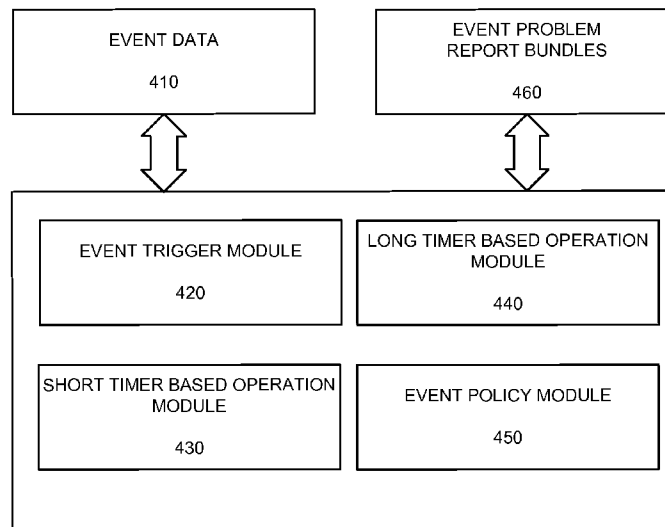 EVENT DATA
410
EVENT PROBLEM
REPORT BUNDLES
460
EVENT TRIGGER MODULE
420
LONG TIMER BASED OPERATION
MODULE
440
SHORT TIMER BASED OPERATION
MODULE
430
EVENT POLICY MODULE
450